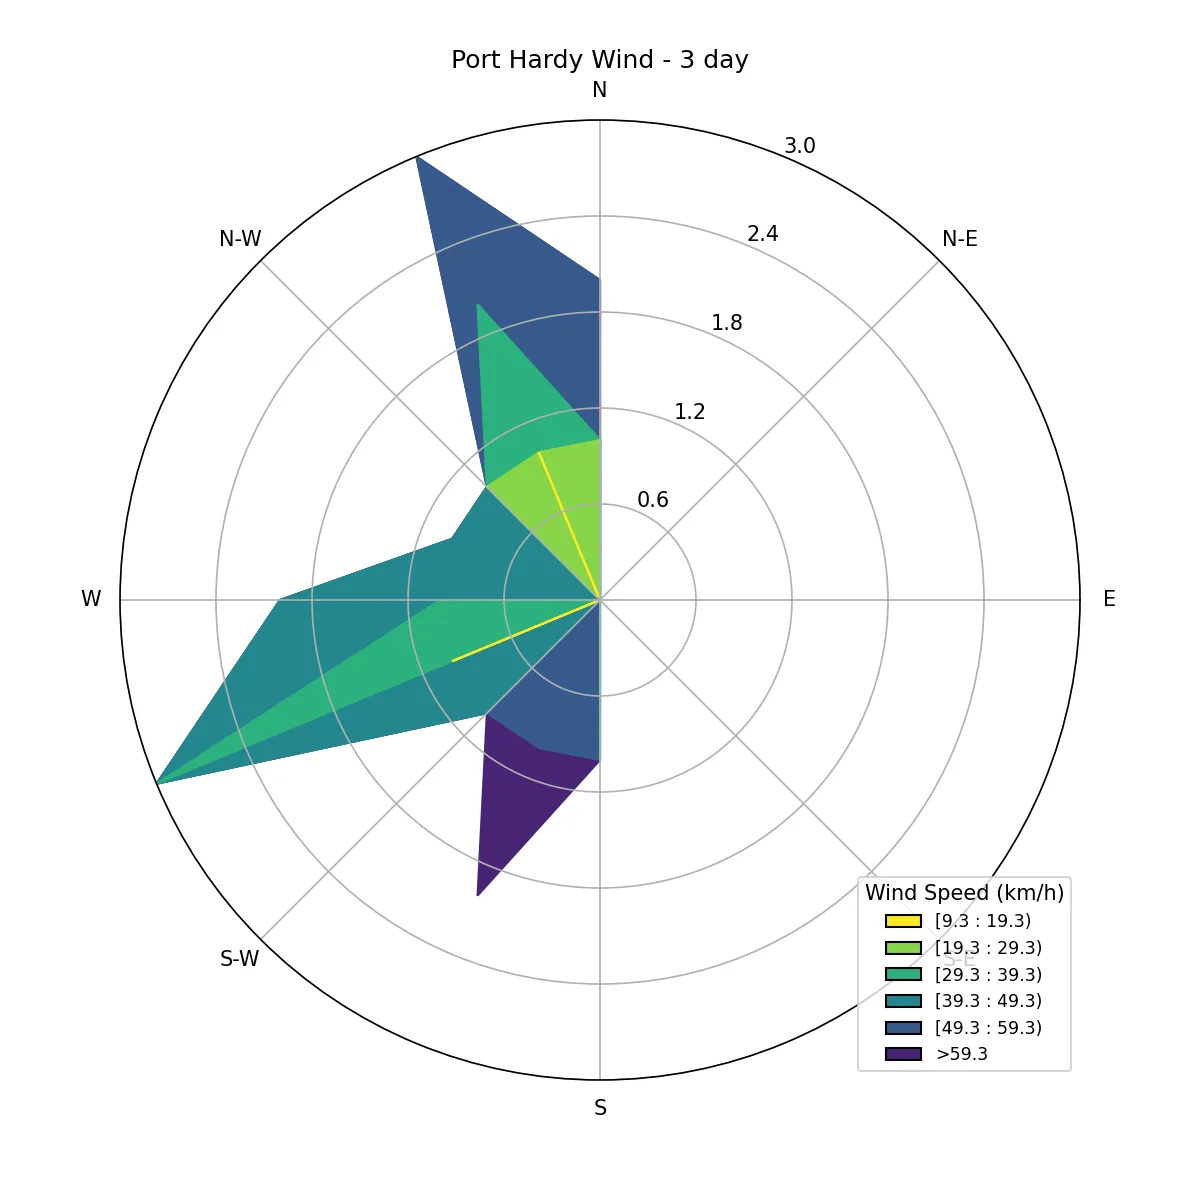 Port Hardy Wind - 3 day
N
3.0
N-W
2.4
N-E
1.8
1.2
0.6
W
E
Wind Speed (km/h)
[9.3 : 19.3)
[19.3 : 29.3)
S-W
S-E
[29.3 : 39.3)
[39.3 : 49.3)
[49.3 : 59.3)
>59.3
S